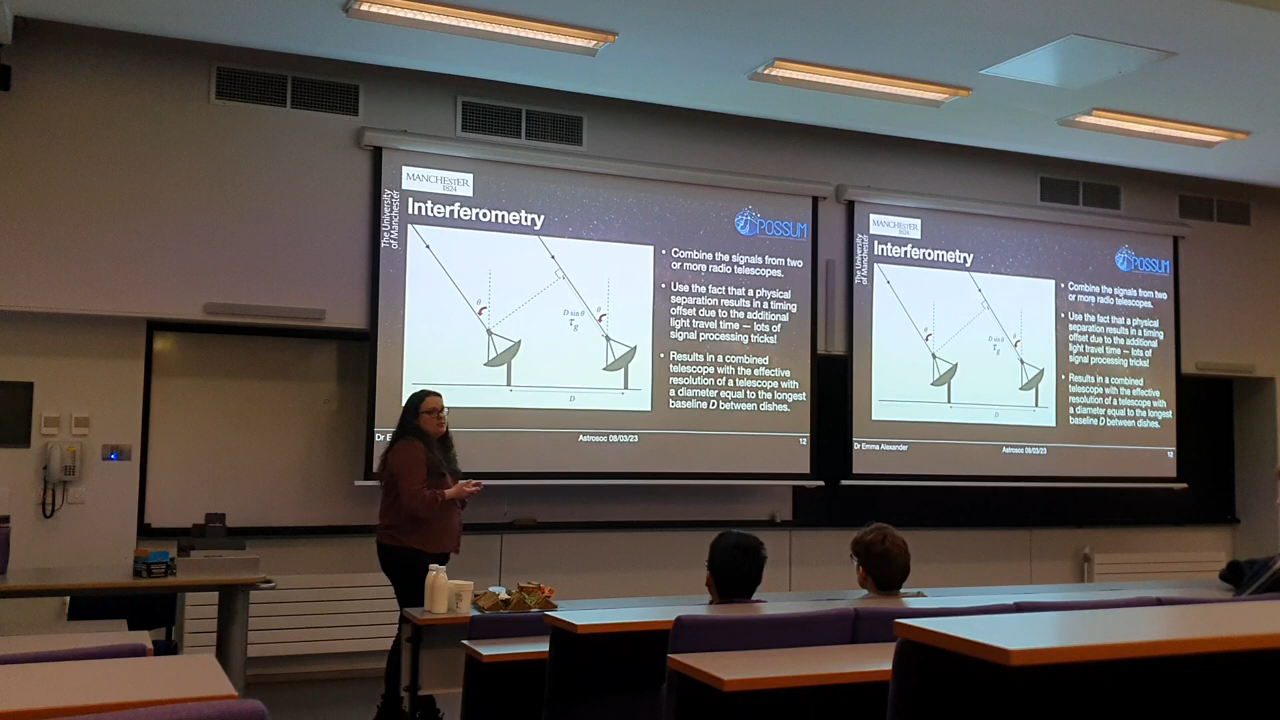 MANCHESTER
1824
The University
of Manchester
Interferometry
POSSUM
θ
θ
D sin θ
τg
D
• Combine the signals from two
or more radio telescopes.
• Use the fact that a physical
separation results in a timing
offset due to the additional
light travel time — lots of
signal processing tricks!
• Results in a combined
telescope with the effective
resolution of a telescope with
a diameter equal to the longest
baseline D between dishes.
Dr E
Astrosoc 08/03/23
12
MANCHESTER
1824
The University
of Manchester
Interferometry
POSSUM
θ
θ
D sin θ
τg
D
• Combine the signals from two
or more radio telescopes.
• Use the fact that a physical
separation results in a timing
offset due to the additional
light travel time — lots of
signal processing tricks!
• Results in a combined
telescope with the effective
resolution of a telescope with
a diameter equal to the longest
baseline D between dishes.
Dr Emma Alexander
Astrosoc 08/03/23
12